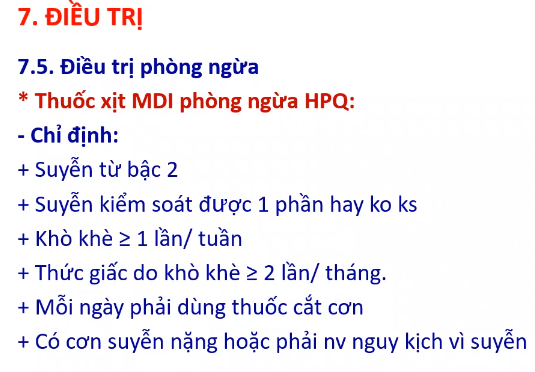 7. ĐIỀU TRỊ
7.5. Điều trị phòng ngừa
* Thuốc xịt MDI phòng ngừa HPQ:
- Chỉ định:
+ Suyễn từ bậc 2
+ Suyễn kiểm soát được 1 phần hay ko ks
+ Khò khè ≥ 1 lần/ tuần
+ Thức giấc do khò khè ≥ 2 lần/ tháng.
+ Mỗi ngày phải dùng thuốc cắt cơn
+ Có cơn suyễn nặng hoặc phải nv nguy kịch vì suyễn